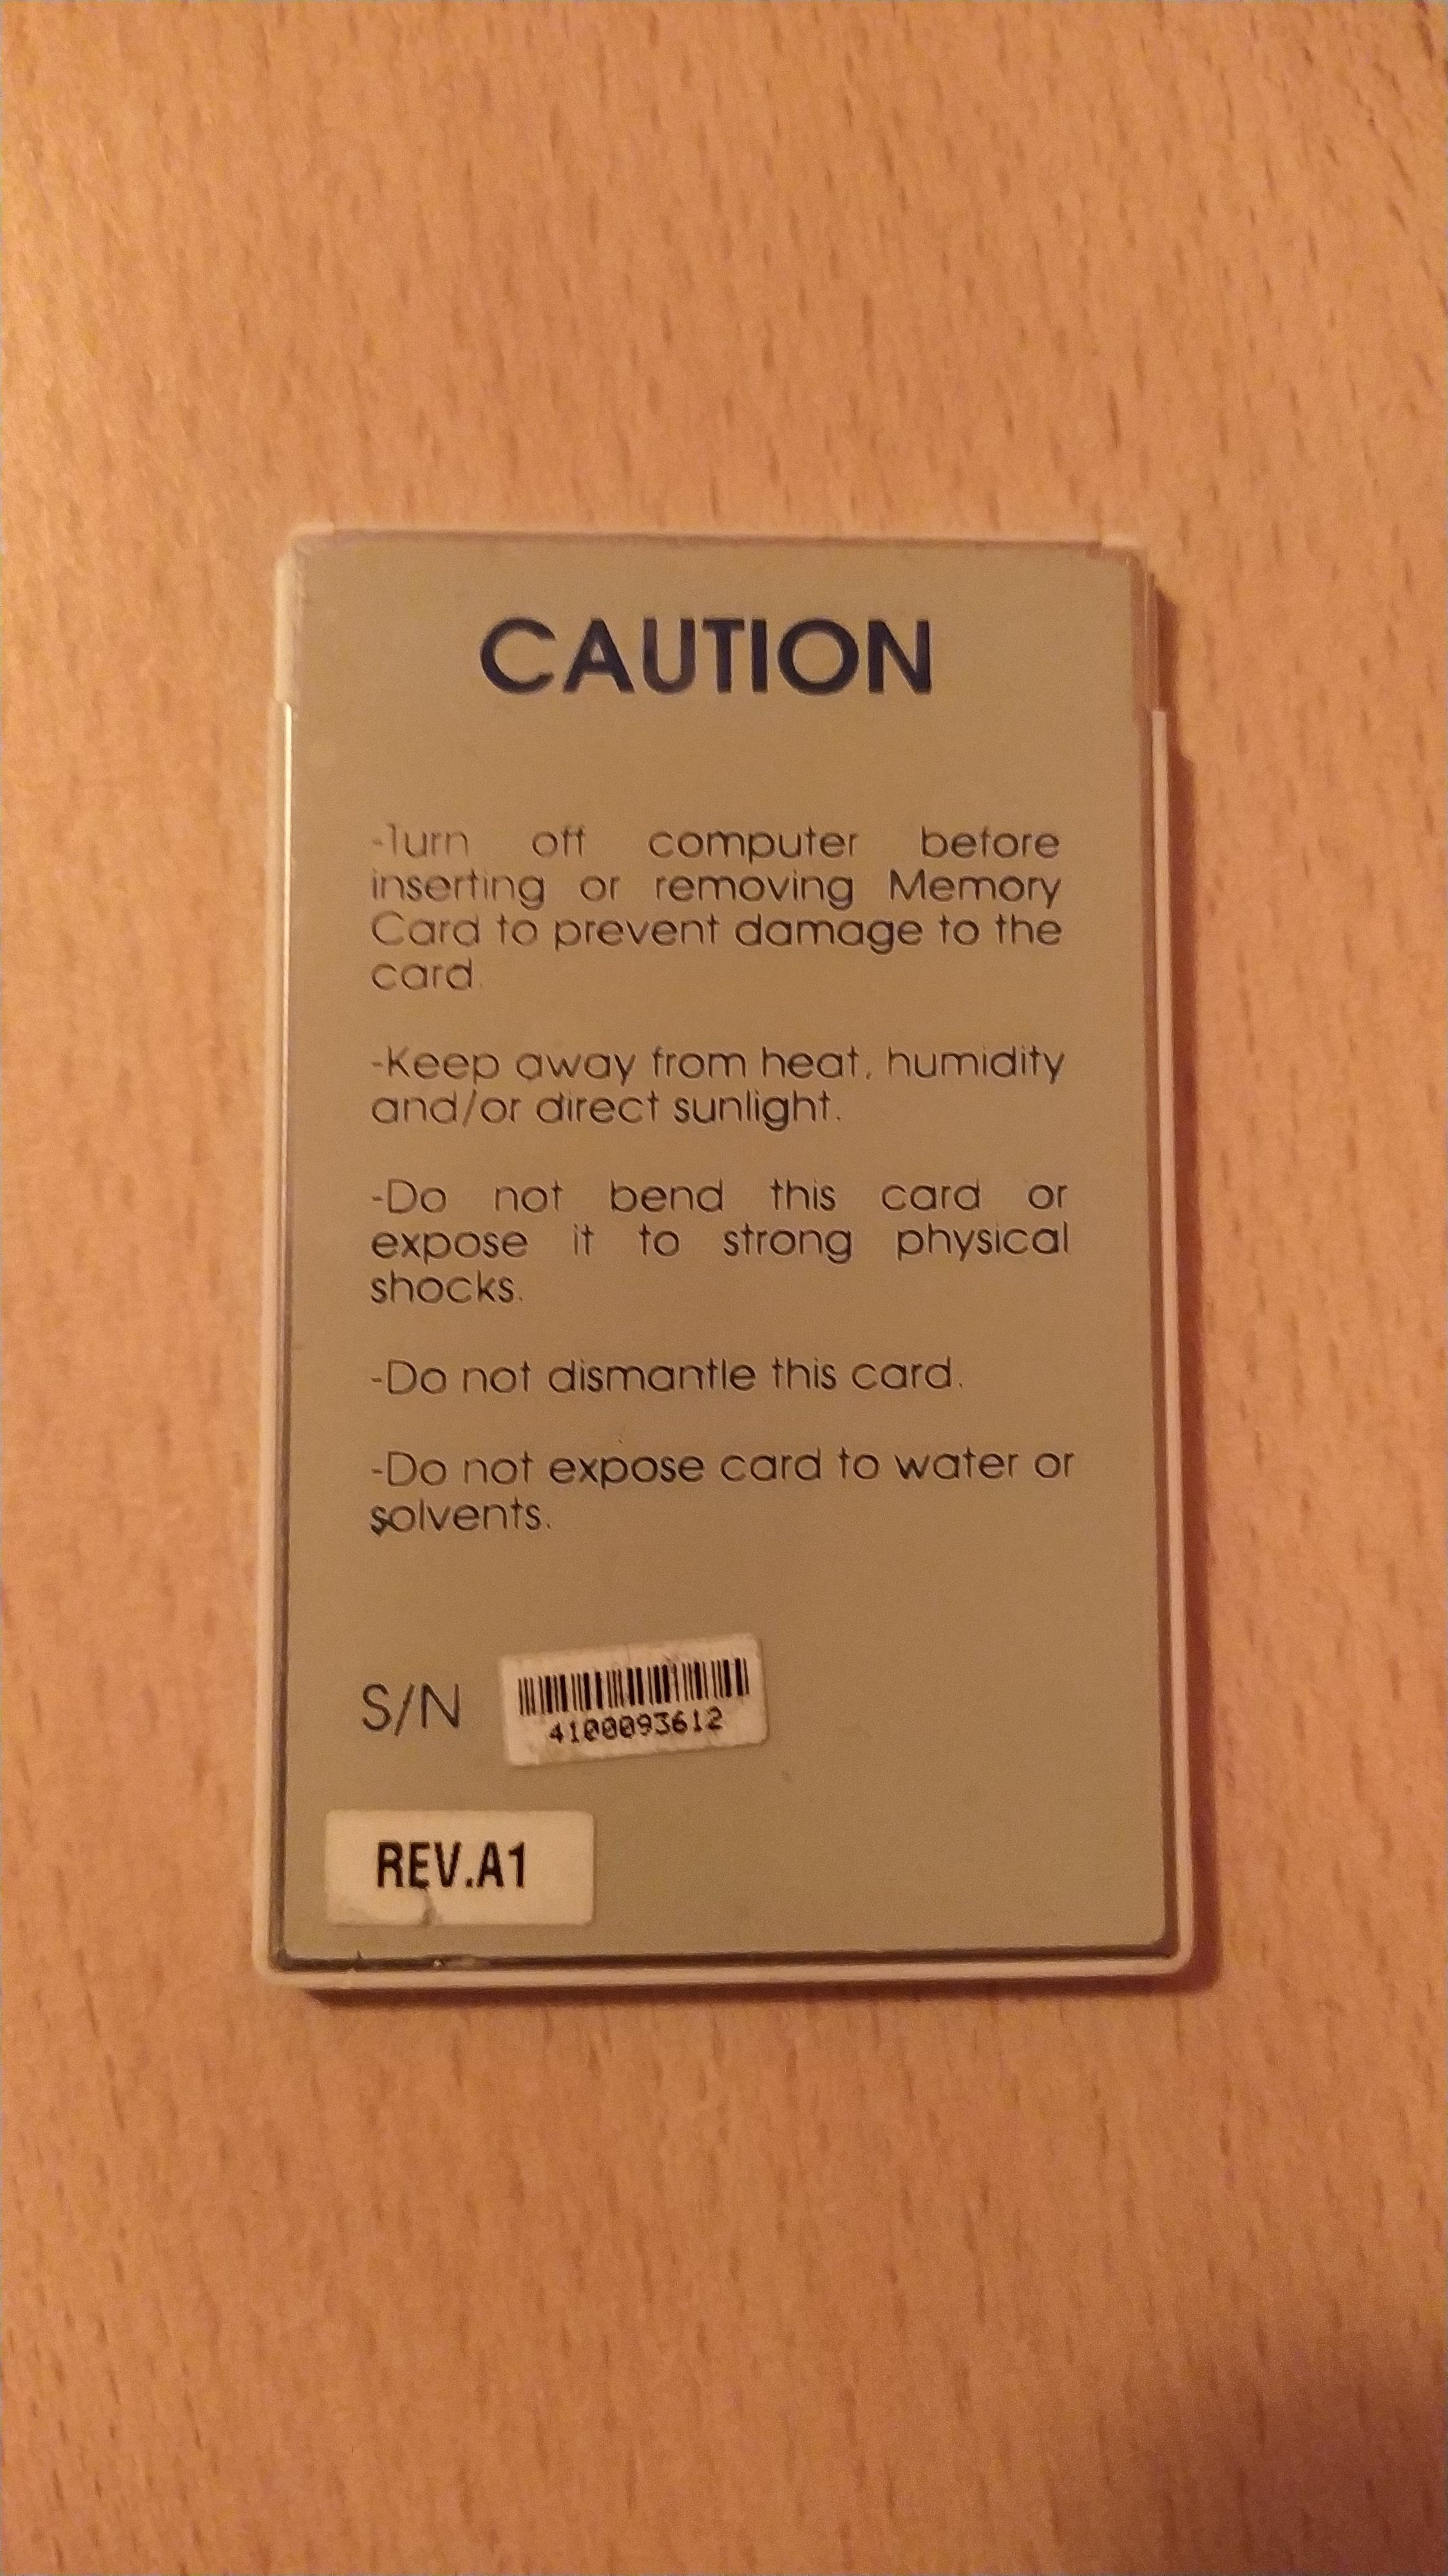 CAUTION
-Turn off computer before
inserting or removing Memory
Card to prevent damage to the
card.
-Keep away from heat, humidity
and/or direct sunlight.
-Do not bend this card or
expose it to strong physical
shocks.
-Do not dismantle this card.
-Do not expose card to water or
solvents.
S/N
4100093612
REV.A1